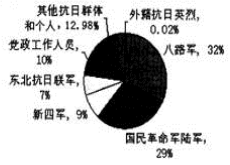 其他抗日群体
和个人，12.98%
外籍抗日英烈，
0.02%
党政工作人员，
10%
八路军，32%
东北抗日联军，
7%
新四军，9%
国民革命军陆军，
29%